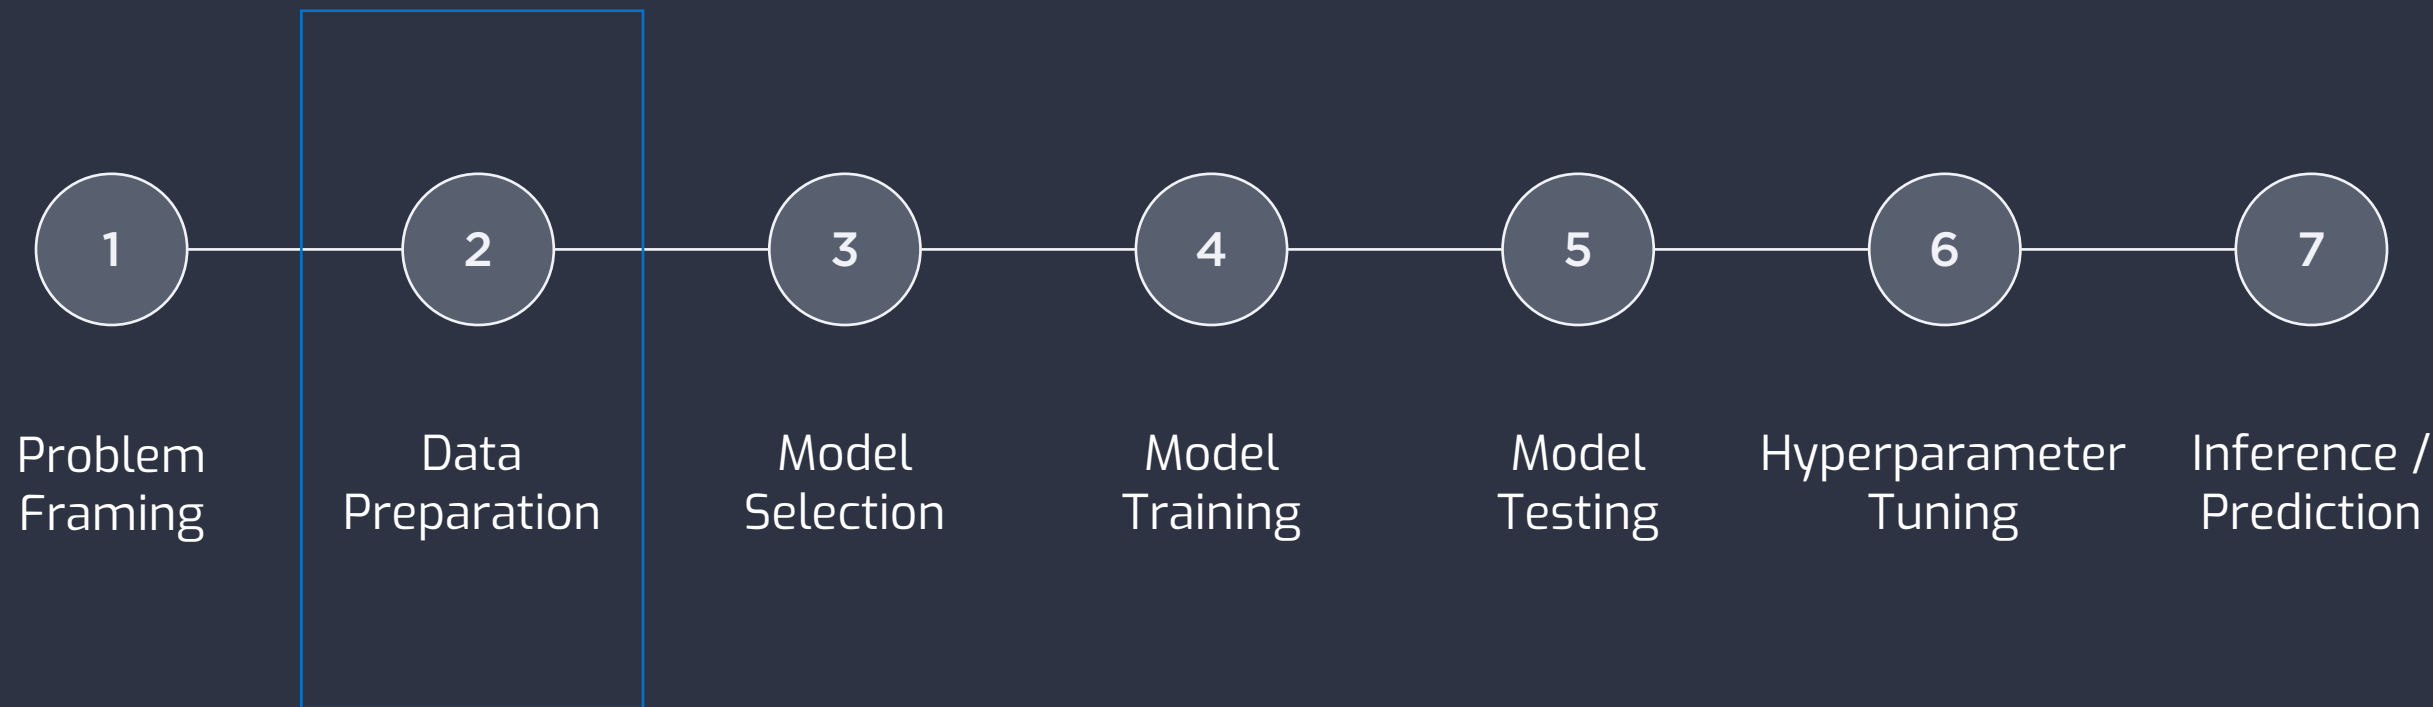 1
2
3
4
5
6
7
Problem
Framing
Data
Preparation
Model
Selection
Model
Training
Model
Testing
Hyperparameter
Tuning
Inference /
Prediction